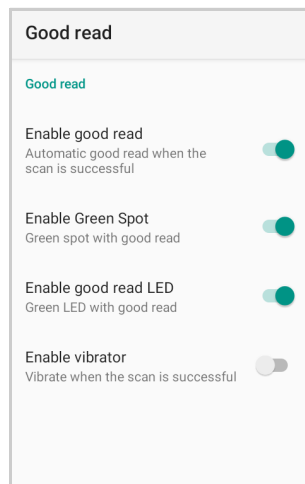 Good read
Good read
Enable good read
Automatic good read when the
scan is successful
Enable Green Spot
Green spot with good read
Enable good read LED
Green LED with good read
Enable vibrator
Vibrate when the scan is successful